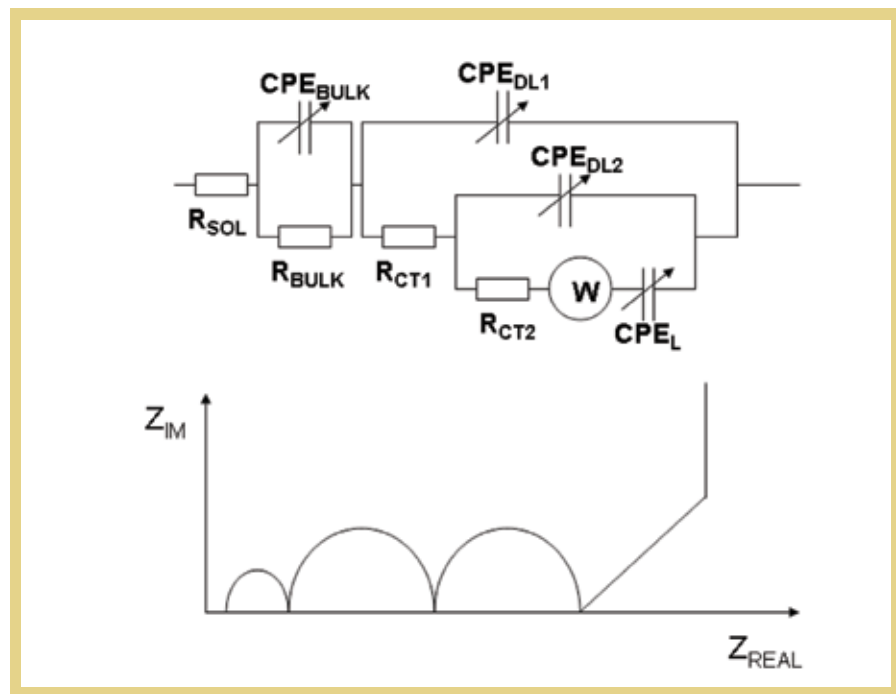 CPE_BULK
CPE_DL1
CPE_DL2
R_SOL
R_BULK
R_CT1
W
R_CT2
CPE_L
Z_IM
Z_REAL